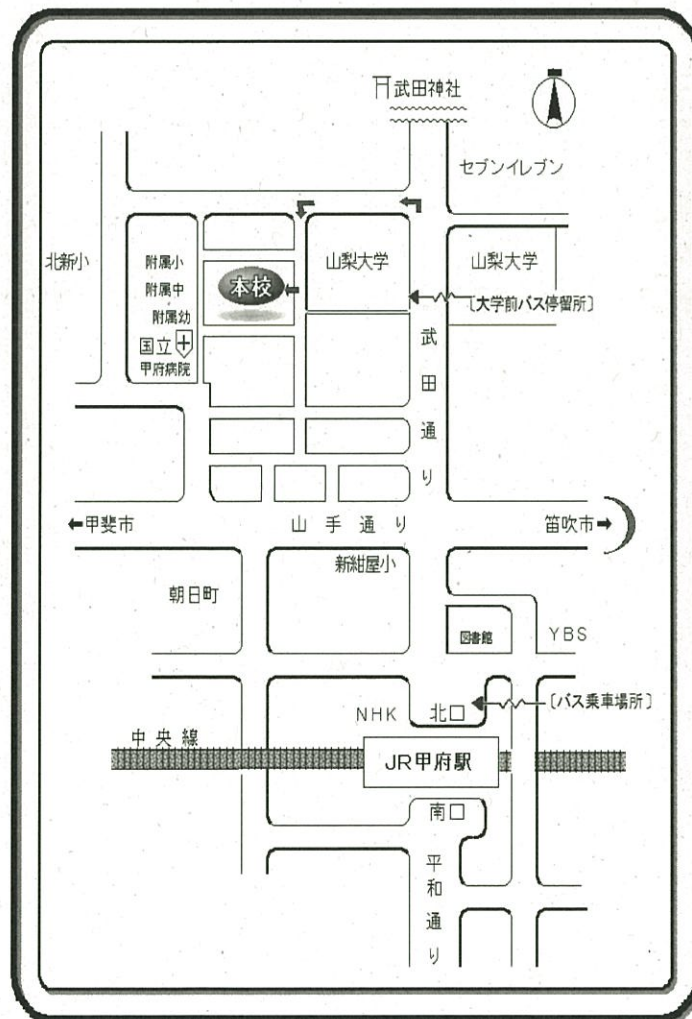 武田神社
セブンイレブン
北新小
附属小
附属中
附属幼
国立
甲府病院
本校
山梨大学
山梨大学
〔大学前バス停留所〕
武田通り
←甲斐市
山手通り
笛吹市→
新紺屋小
朝日町
図書館
YBS
NHK
北口
〔バス乗車場所〕
中央線
JR甲府駅
南口
平和通り